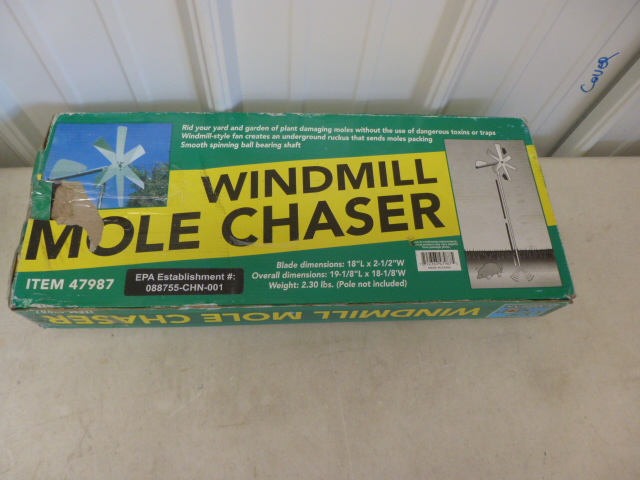 COVER
Rid your yard and garden of plant damaging moles without the use of dangerous toxins or traps
Windmill-style fan creates an underground ruckus that sends moles packing
Smooth spinning ball bearing shaft
WINDMILL
MOLE CHASER
Blade dimensions: 18"L x 2-1/2"W
Overall dimensions: 19-1/8"L x 18-1/8"W
Weight: 2.30 lbs. (Pole not included)
ITEM 47987
EPA Establishment #:
088755-CHN-001
WINDMILL MOLE CHASER